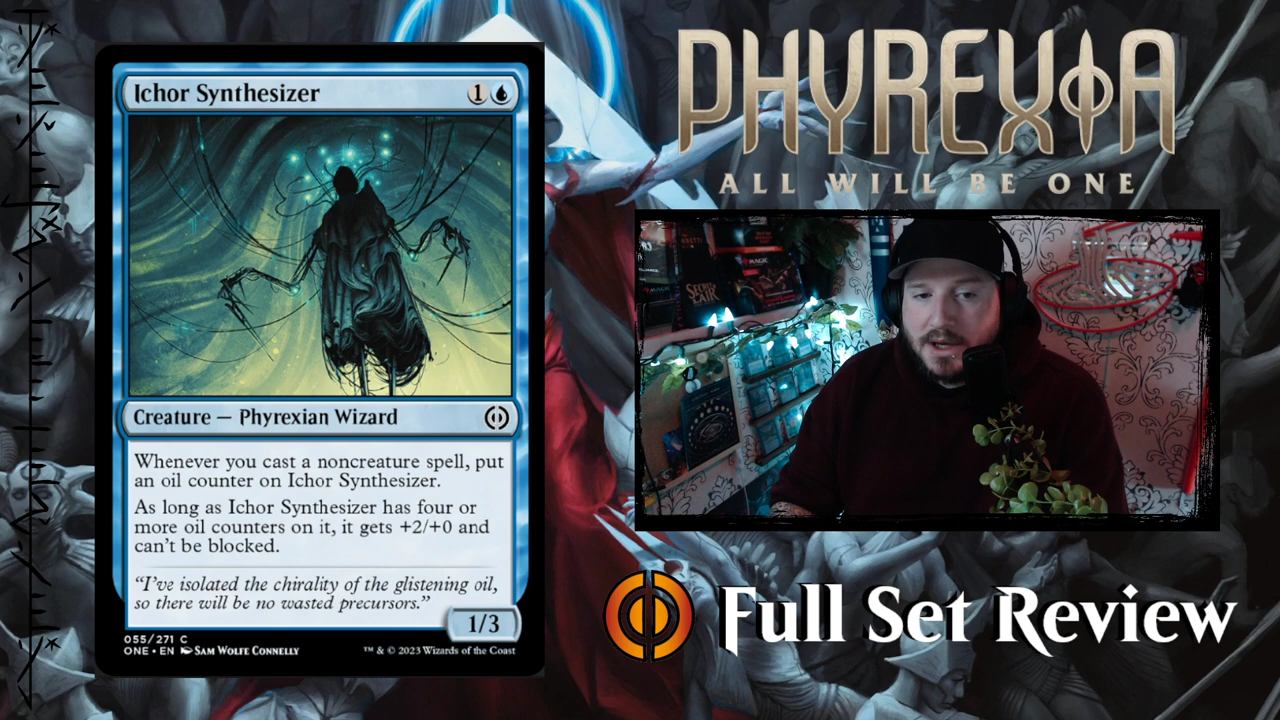 Ichor Synthesizer
1
Creature — Phyrexian Wizard
Whenever you cast a noncreature spell, put
an oil counter on Ichor Synthesizer.
As long as Ichor Synthesizer has four or
more oil counters on it, it gets +2/+0 and
can't be blocked.
“I've isolated the chirality of the glistening oil,
so there will be no wasted precursors.”
1/3
055/271 C
ONE • EN SAM WOLFE CONNELLY
™ & © 2023 Wizards of the Coast
PHYREXIA
ALL WILL BE ONE
SECRET
LAIR
MAGIC
Full Set Review